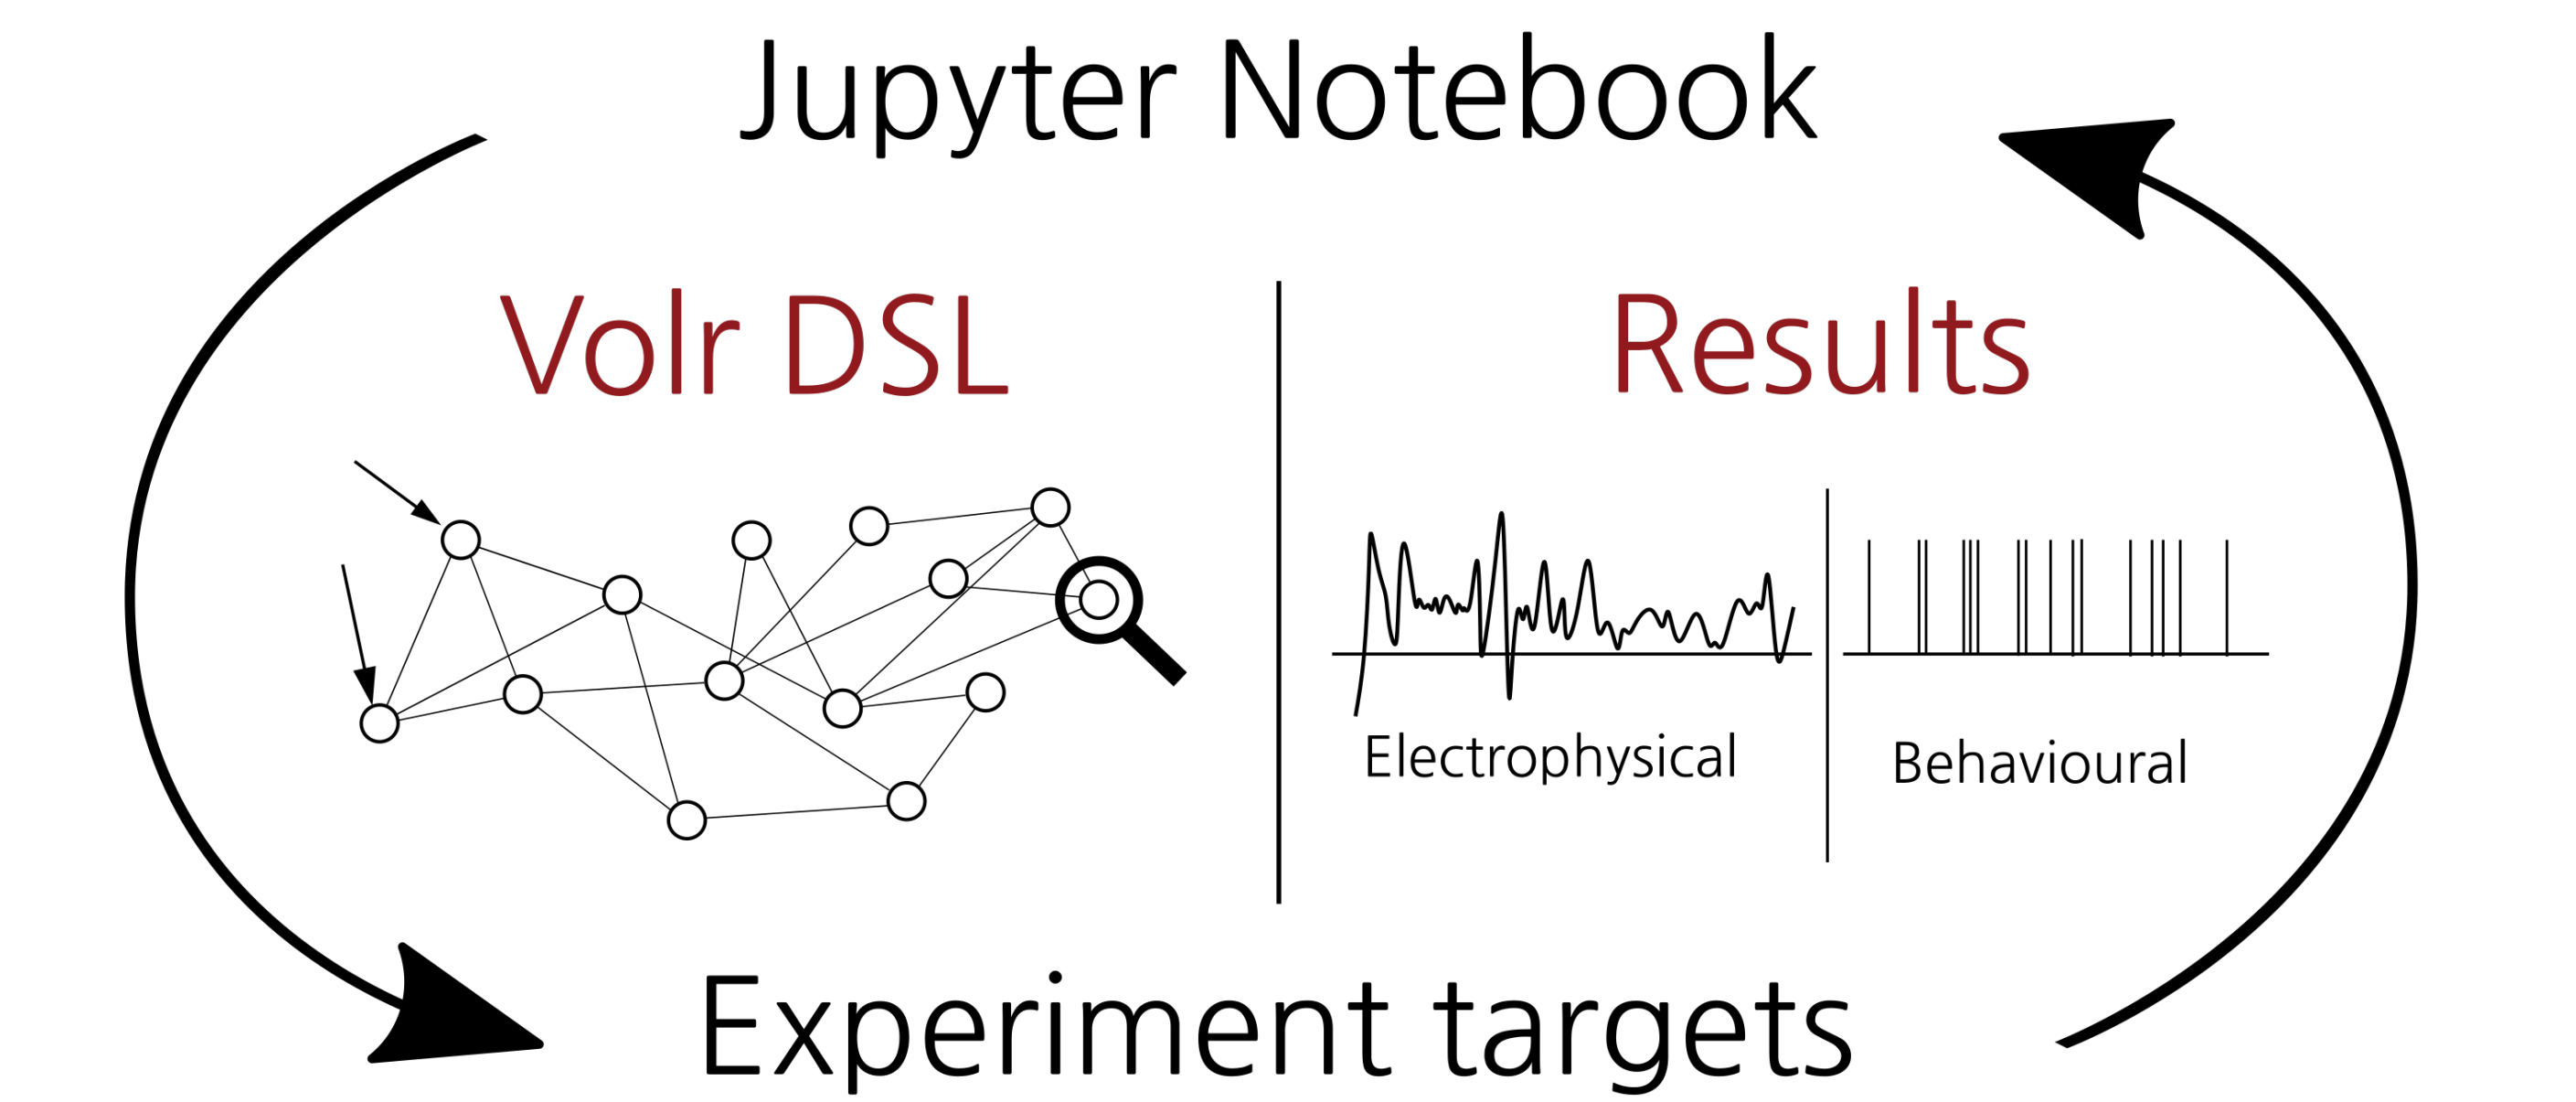 Jupyter Notebook
Volr DSL
Results
Electrophysical
Behavioural
Experiment targets